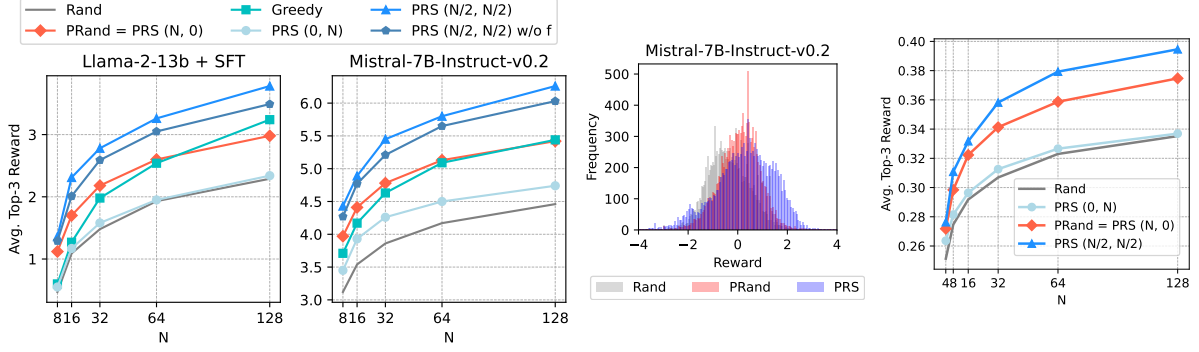 Rand
PRand = PRS (N, 0)
Greedy
PRS (0, N)
PRS (N/2, N/2)
PRS (N/2, N/2) w/o f
Llama-2-13b + SFT
Avg. Top-3 Reward
3
2
1
8 16 32 64 128
N
Mistral-7B-Instruct-v0.2
6.0
5.5
5.0
4.5
4.0
3.5
3.0
8 16 32 64 128
N
Mistral-7B-Instruct-v0.2
Frequency
500
400
300
200
100
0
−4 −2 0 2 4
Reward
Rand PRand PRS
Avg. Top-3 Reward
0.40
0.38
0.36
0.34
0.32
0.30
0.28
0.26
Rand
PRS (0, N)
PRand = PRS (N, 0)
PRS (N/2, N/2)
4 8 16 32 64 128
N